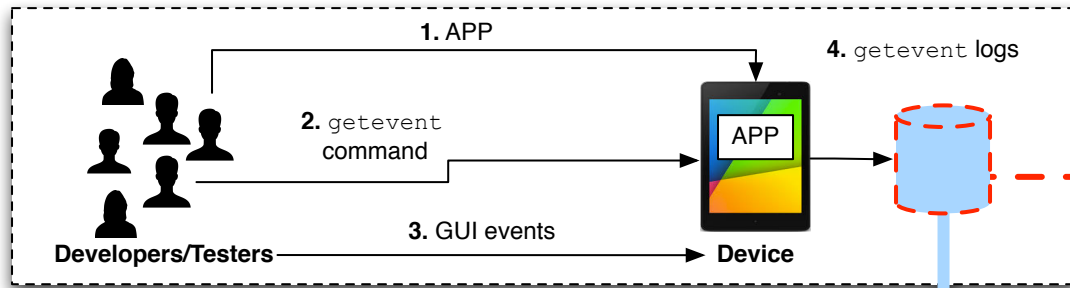 1. APP
4. getevent logs
2. getevent
command
APP
3. GUI events
Developers/Testers
Device